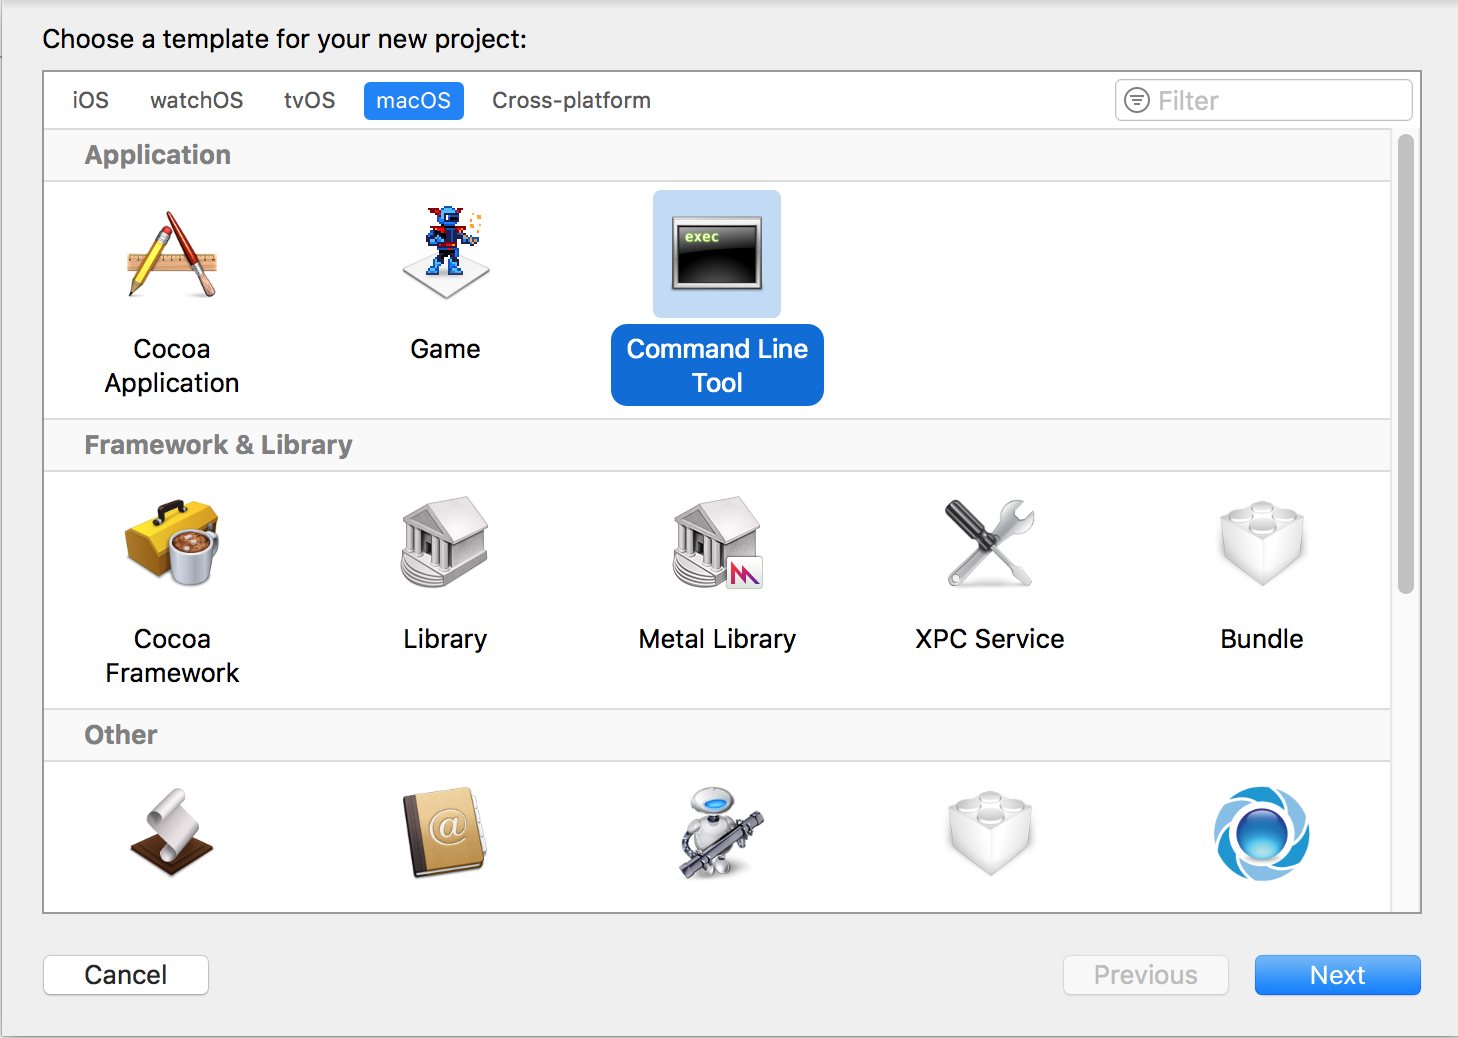 Choose a template for your new project:
iOS watchOS tvOS macOS Cross-platform Filter
Application
exec
Cocoa Application
Game
Command Line Tool
Framework & Library
Cocoa Framework
Library
Metal Library
XPC Service
Bundle
Other
@
Cancel
Previous
Next